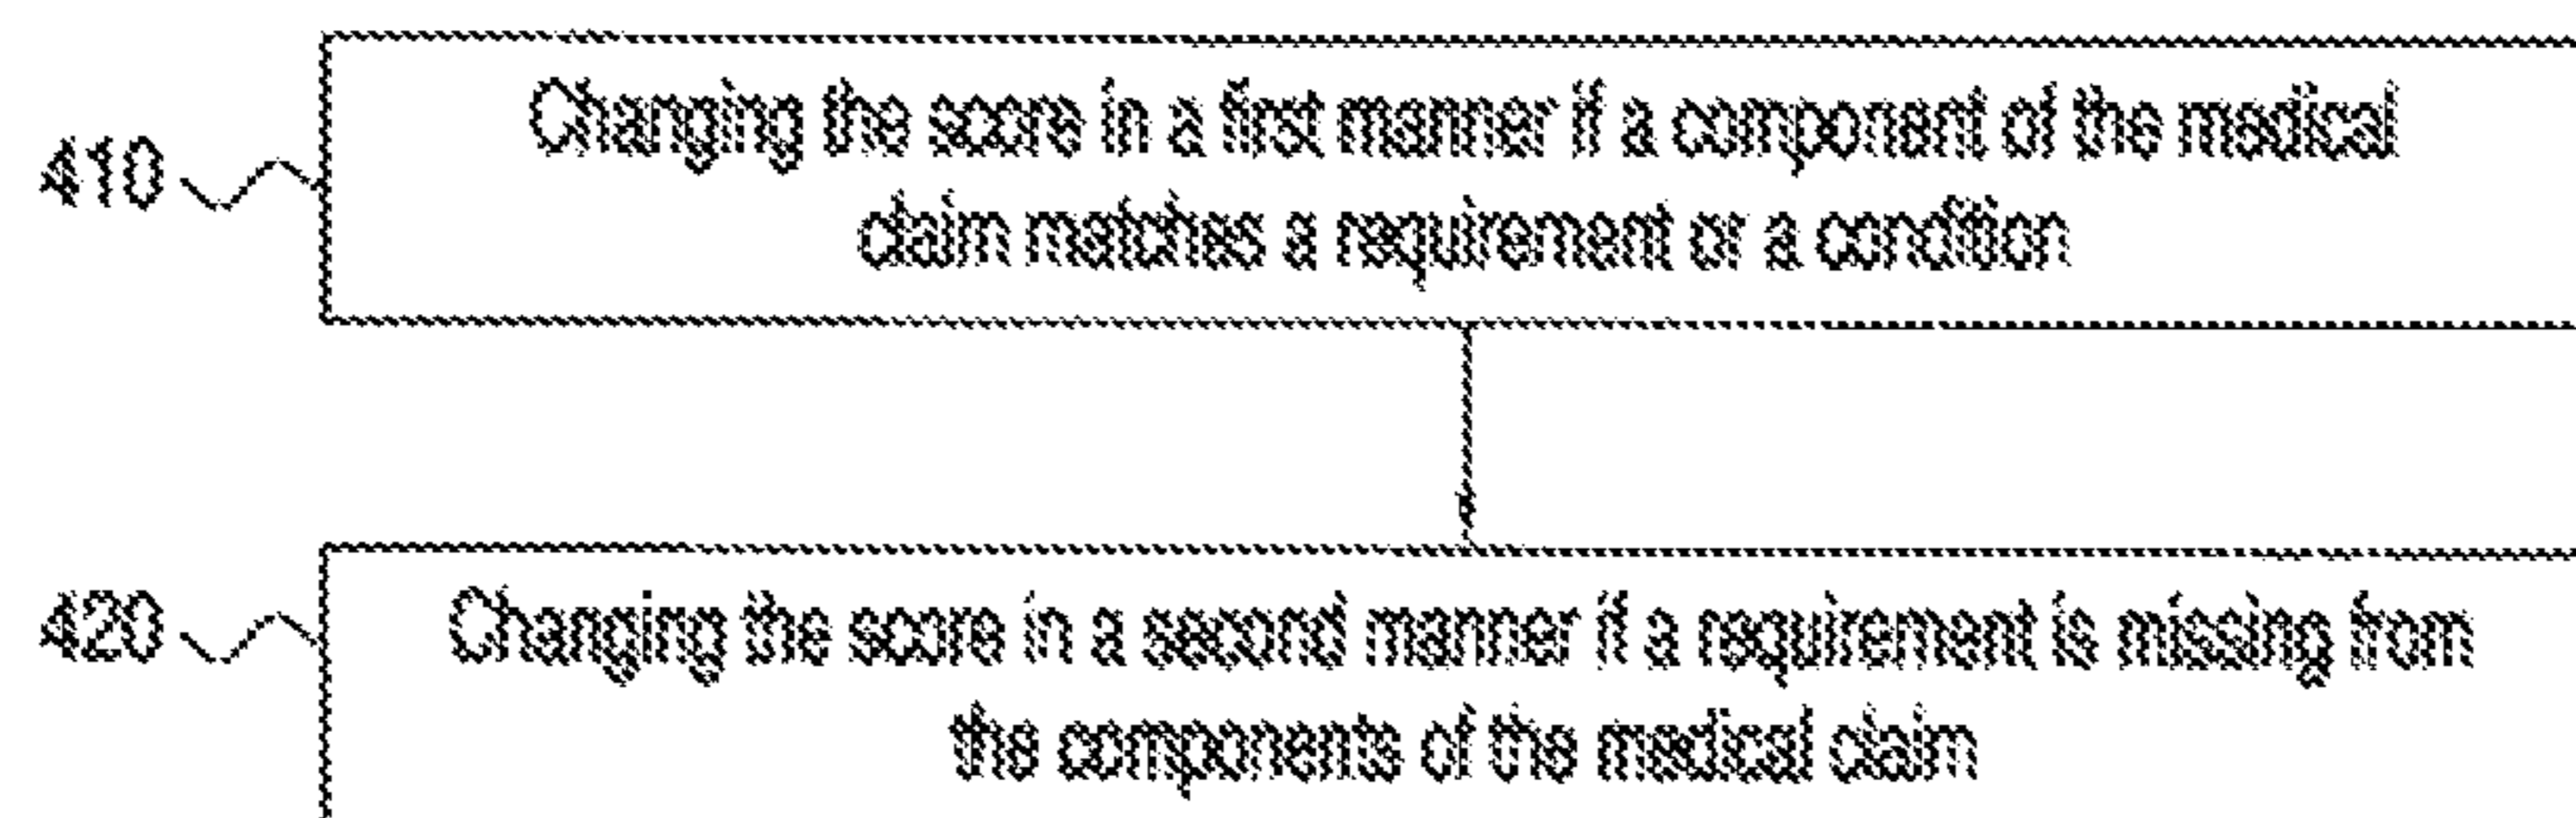 410
Changing the score in a first manner if a component of the medical
claim matches a requirement or a condition
420
Changing the score in a second manner if a requirement is missing from
the components of the medical claim